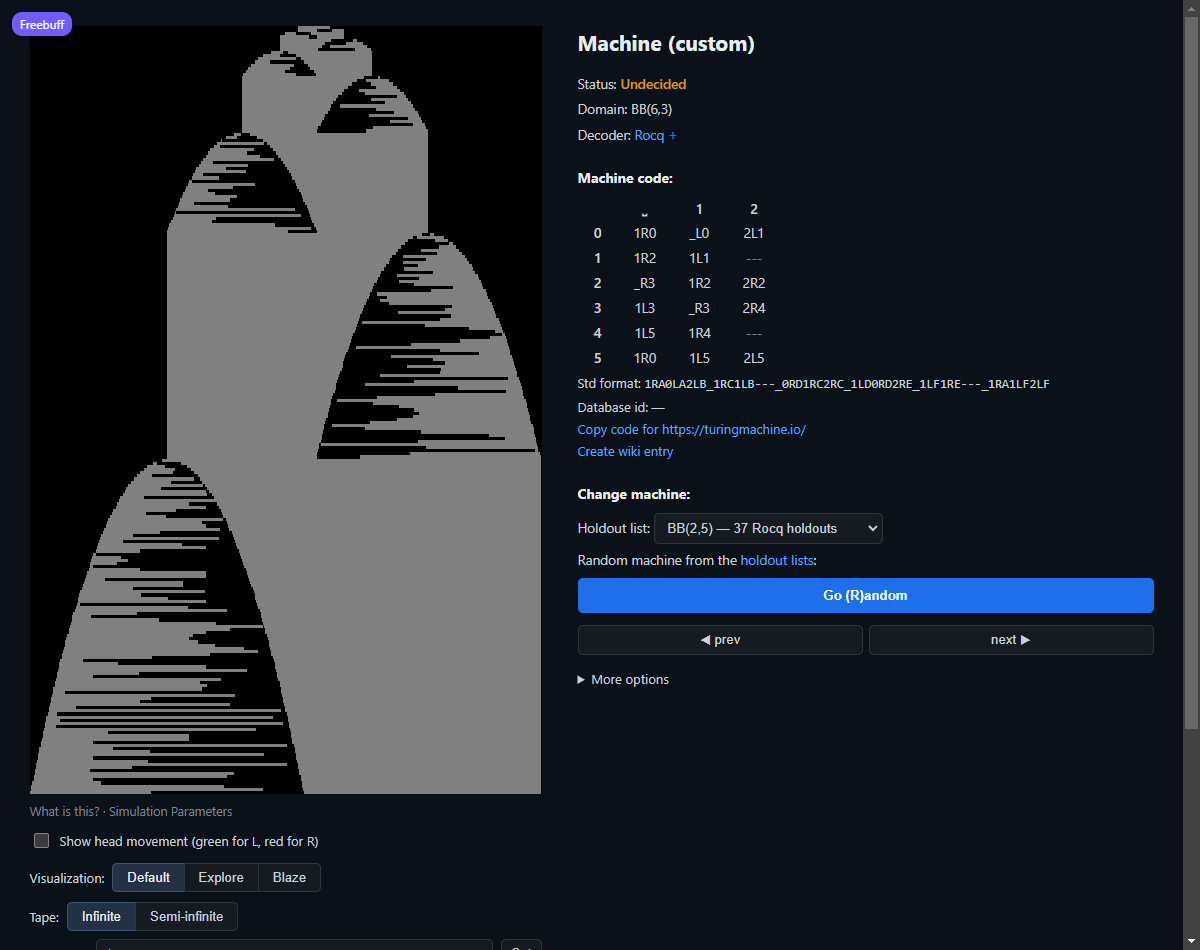 Freebuff
Machine (custom)
Status: Undecided
Domain: BB(6,3)
Decoder: Rocq +
Machine code:
␣ 1 2
0 1R0 _L0 2L1
1 1R2 1L1 ---
2 _R3 1R2 2R2
3 1L3 _R3 2R4
4 1L5 1R4 ---
5 1R0 1L5 2L5
Std format: 1RA0LA2LB_1RC1LB---_0RD1RC2RC_1LD0RD2RE_1LF1RE---_1RA1LF2LF
Database id: —
Copy code for https://turingmachine.io/
Create wiki entry
Change machine:
Holdout list: BB(2,5) — 37 Rocq holdouts
Random machine from the holdout lists:
Go (R)andom
◀ prev next ▶
▶ More options
What is this? · Simulation Parameters
Show head movement (green for L, red for R)
Visualization: Default Explore Blaze
Tape: Infinite Semi-infinite